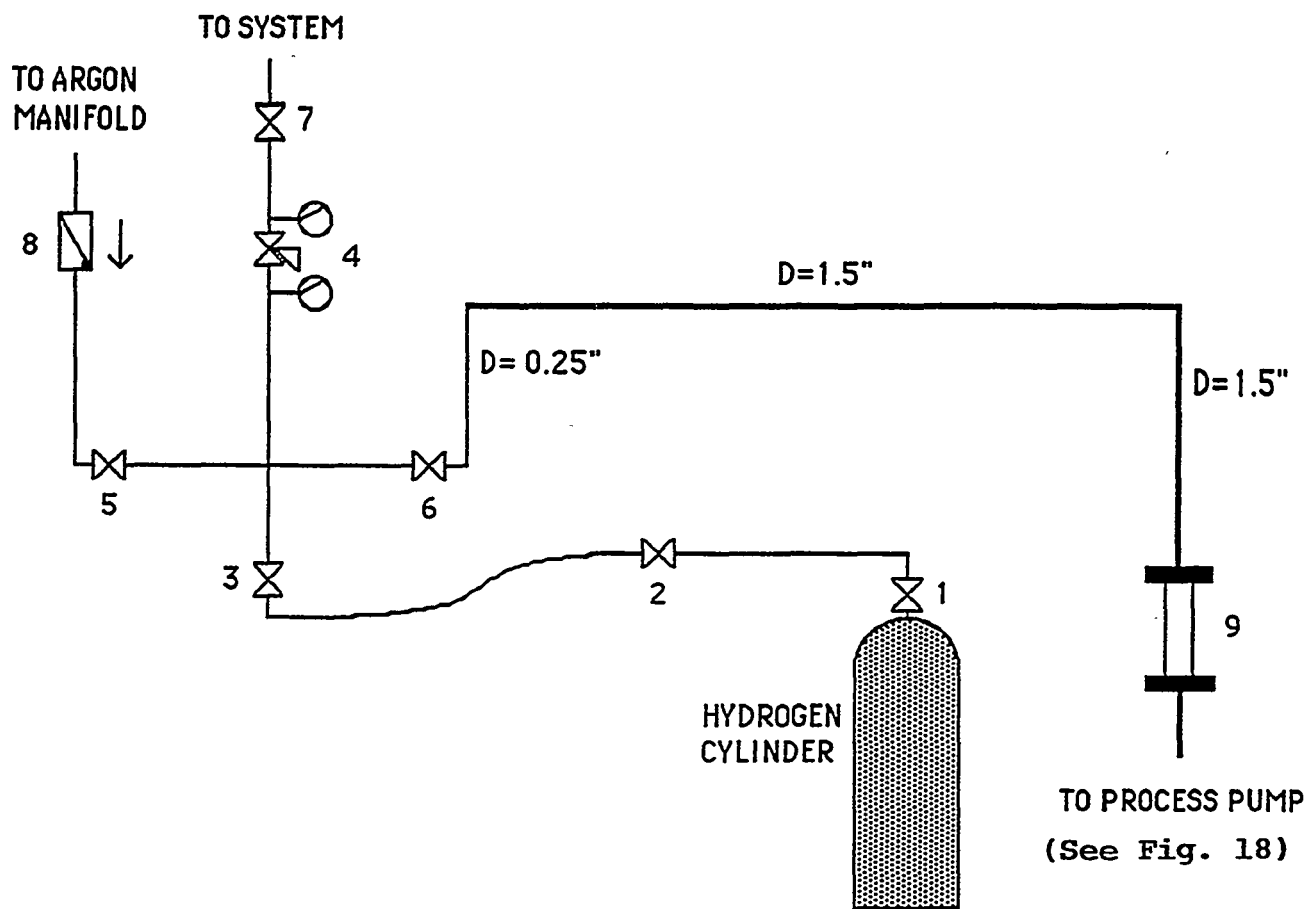 TO SYSTEM
TO ARGON
MANIFOLD
7
8
4
D=1.5"
D= 0.25"
D=1.5"
5
6
3
2
1
9
HYDROGEN
CYLINDER
TO PROCESS PUMP
(See Fig. 18)